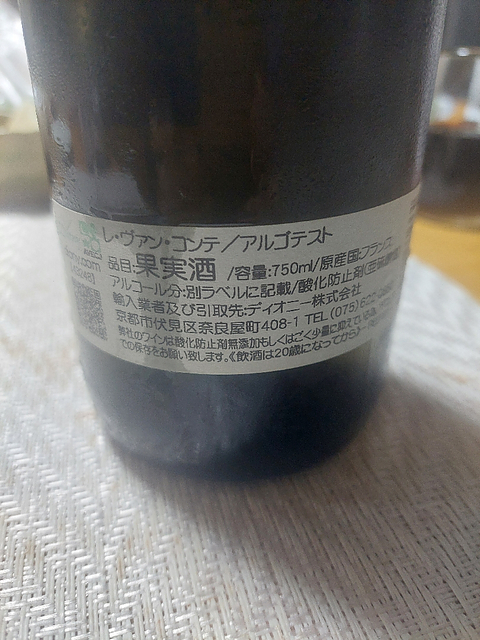 レ・ヴァン・コンテ／アルゴテスト
品目:果実酒 /容量:750ml/原産国:フランス
アルコール分:別ラベルに記載/酸化防止剤
輸入業者及び引取先:ディオニー株式会社
京都市伏見区奈良屋町408-1 TEL(075)
弊社のワインは酸化防止剤無添加もしくはごく少量に抑えている為、
での保存をお願い致します。《飲酒は20歳になってから》